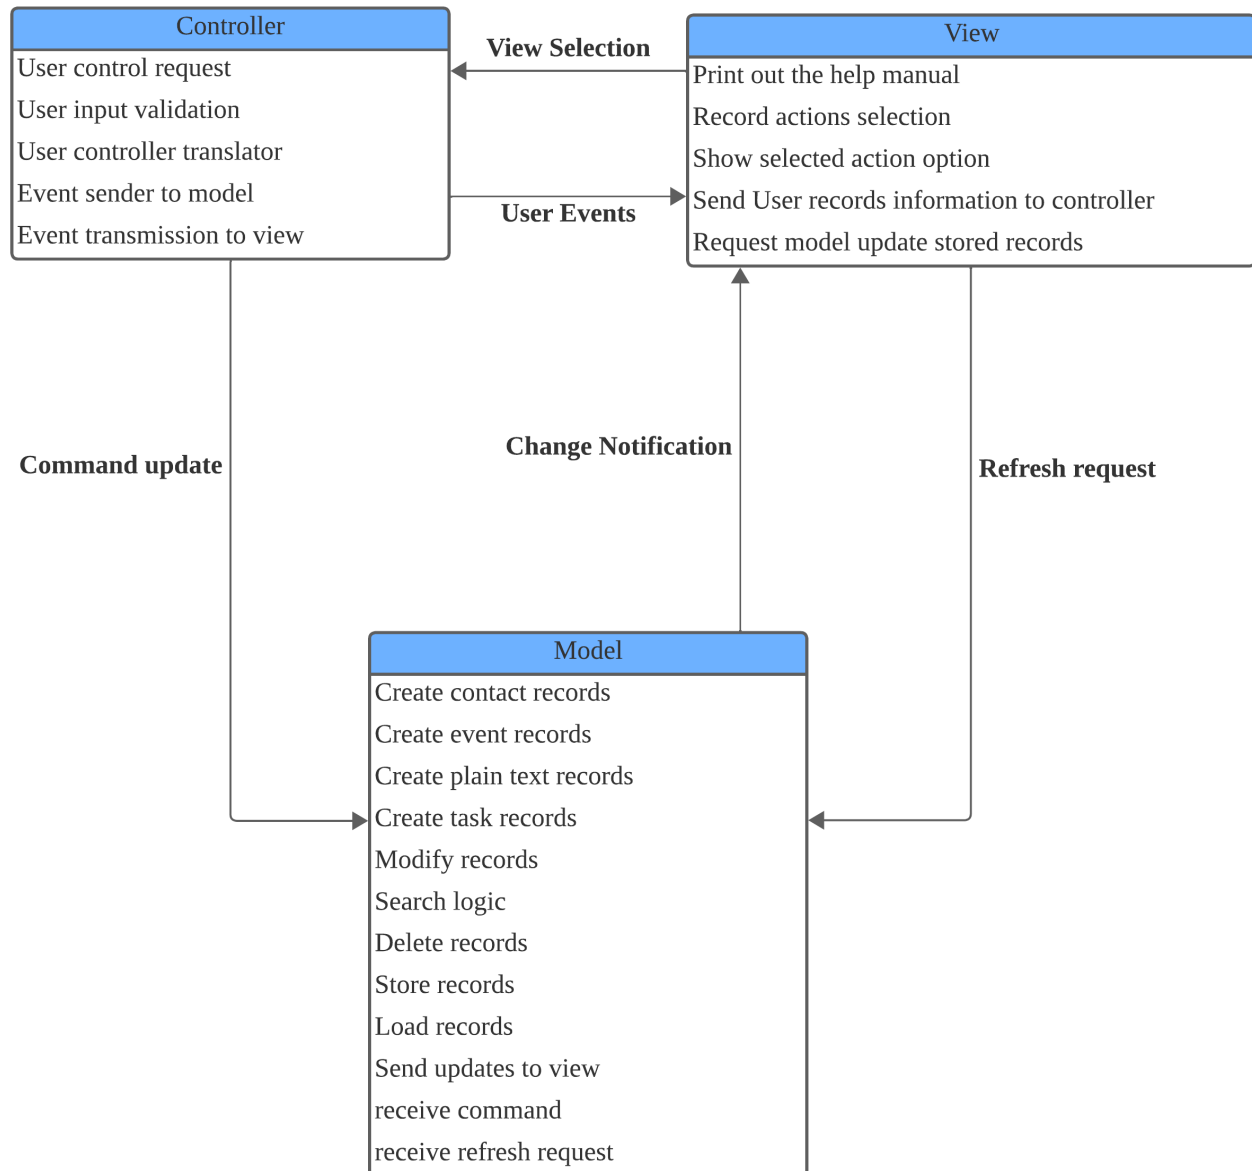 Controller
User control request
User input validation
User controller translator
Event sender to model
Event transmission to view
View Selection
User Events
View
Print out the help manual
Record actions selection
Show selected action option
Send User records information to controller
Request model update stored records
Command update
Change Notification
Refresh request
Model
Create contact records
Create event records
Create plain text records
Create task records
Modify records
Search logic
Delete records
Store records
Load records
Send updates to view
receive command
receive refresh request